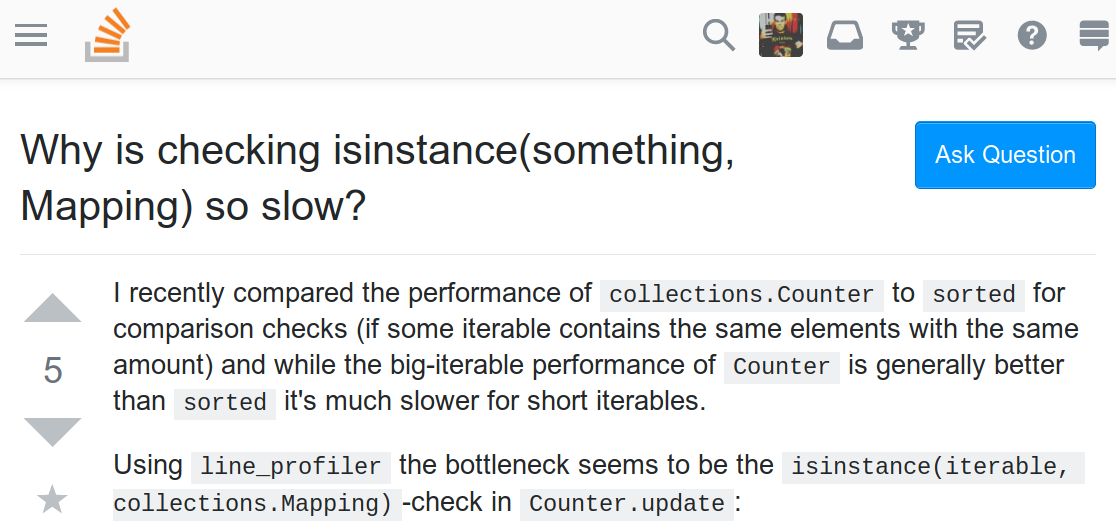 Ask Question
Why is checking isinstance(something,
Mapping) so slow?
5
I recently compared the performance of collections.Counter to sorted for
comparison checks (if some iterable contains the same elements with the same
amount) and while the big-iterable performance of Counter is generally better
than sorted it's much slower for short iterables.
Using line_profiler the bottleneck seems to be the isinstance(iterable,
collections.Mapping) -check in Counter.update :